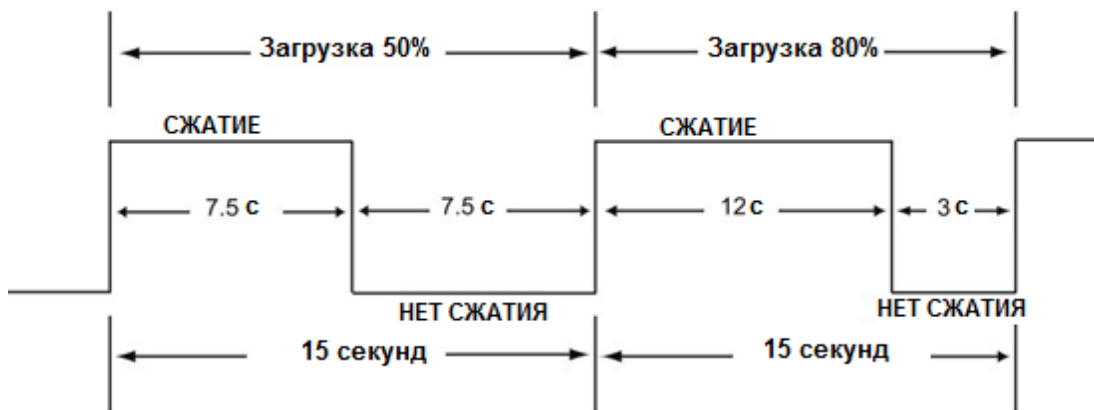 Загрузка 50%
Загрузка 80%
СЖАТИЕ
СЖАТИЕ
7.5 с
7.5 с
12 с
3 с
НЕТ СЖАТИЯ
НЕТ СЖАТИЯ
15 секунд
15 секунд